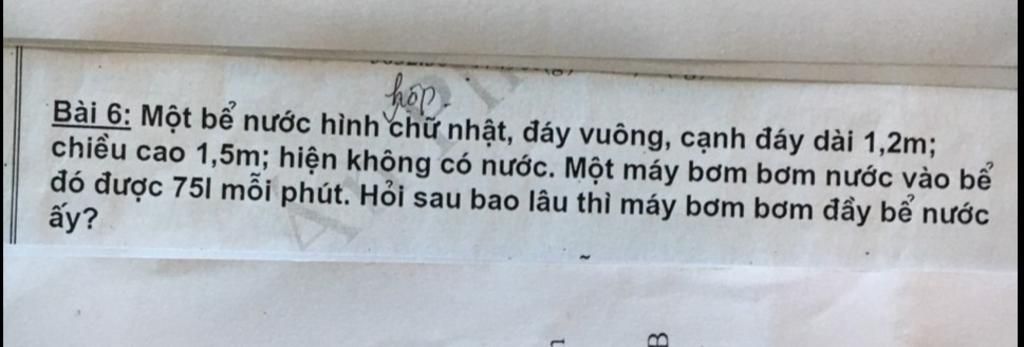 hộp
Bài 6: Một bể nước hình chữ nhật, đáy vuông, cạnh đáy dài 1,2m;
chiều cao 1,5m; hiện không có nước. Một máy bơm bơm nước vào bể
đó được 75l mỗi phút. Hỏi sau bao lâu thì máy bơm bơm đầy bể nước
ấy?
B